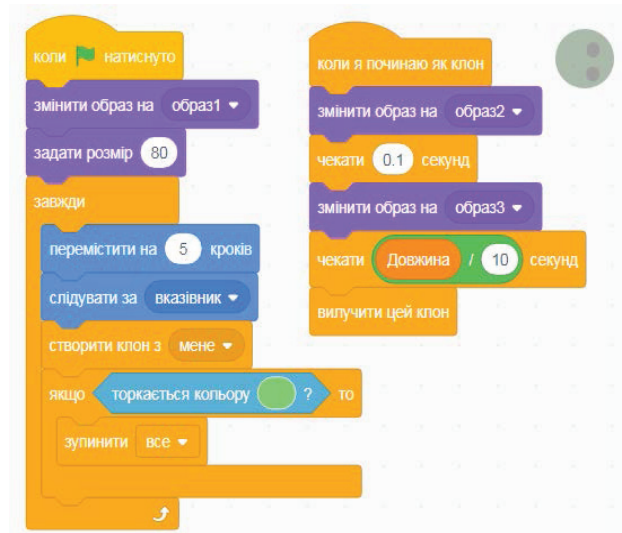 коли натиснуто
змінити образ на образ1
задати розмір 80
завжди
перемістити на 5 кроків
слідувати за вказівник
створити клон з мене
якщо торкається кольору ? то
зупинити все
коли я починаю як клон
змінити образ на образ2
чекати 0.1 секунд
змінити образ на образ3
чекати Довжина / 10 секунд
вилучити цей клон